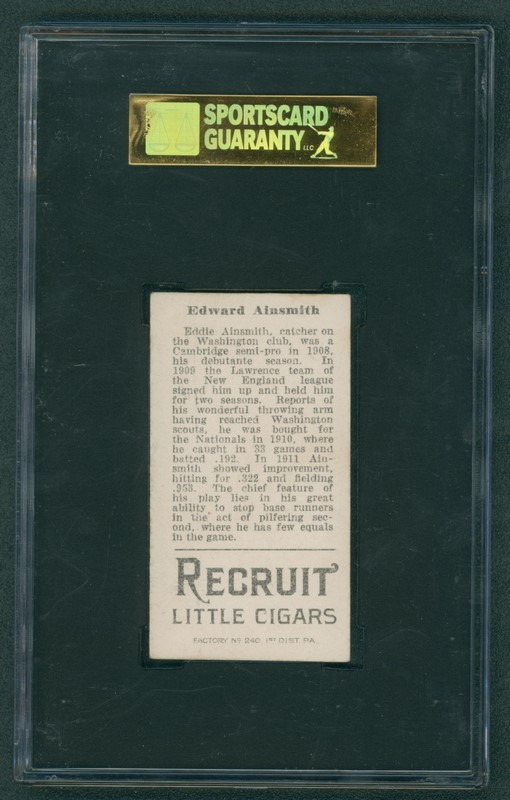 SPORTSCARD
GUARANTY LLC
Edward Ainsmith
Eddie Ainsmith, catcher on
the Washington club, was a
Cambridge semi-pro in 1908,
his debutante season. In
1909 the Lawrence team of
the New England league
signed him up and held him
for two seasons. Reports of
his wonderful throwing arm
having reached Washington
scouts, he was bought for
the Nationals in 1910, where
he caught in 33 games and
batted .192. In 1911 Ain-
smith showed improvement,
hitting for .322 and fielding
.953. The chief feature of
his play lies in his great
ability to stop base runners
in the act of pilfering sec-
ond, where he has few equals
in the game.
RECRUIT
LITTLE CIGARS
FACTORY Nº 240, 1ST DIST. PA.